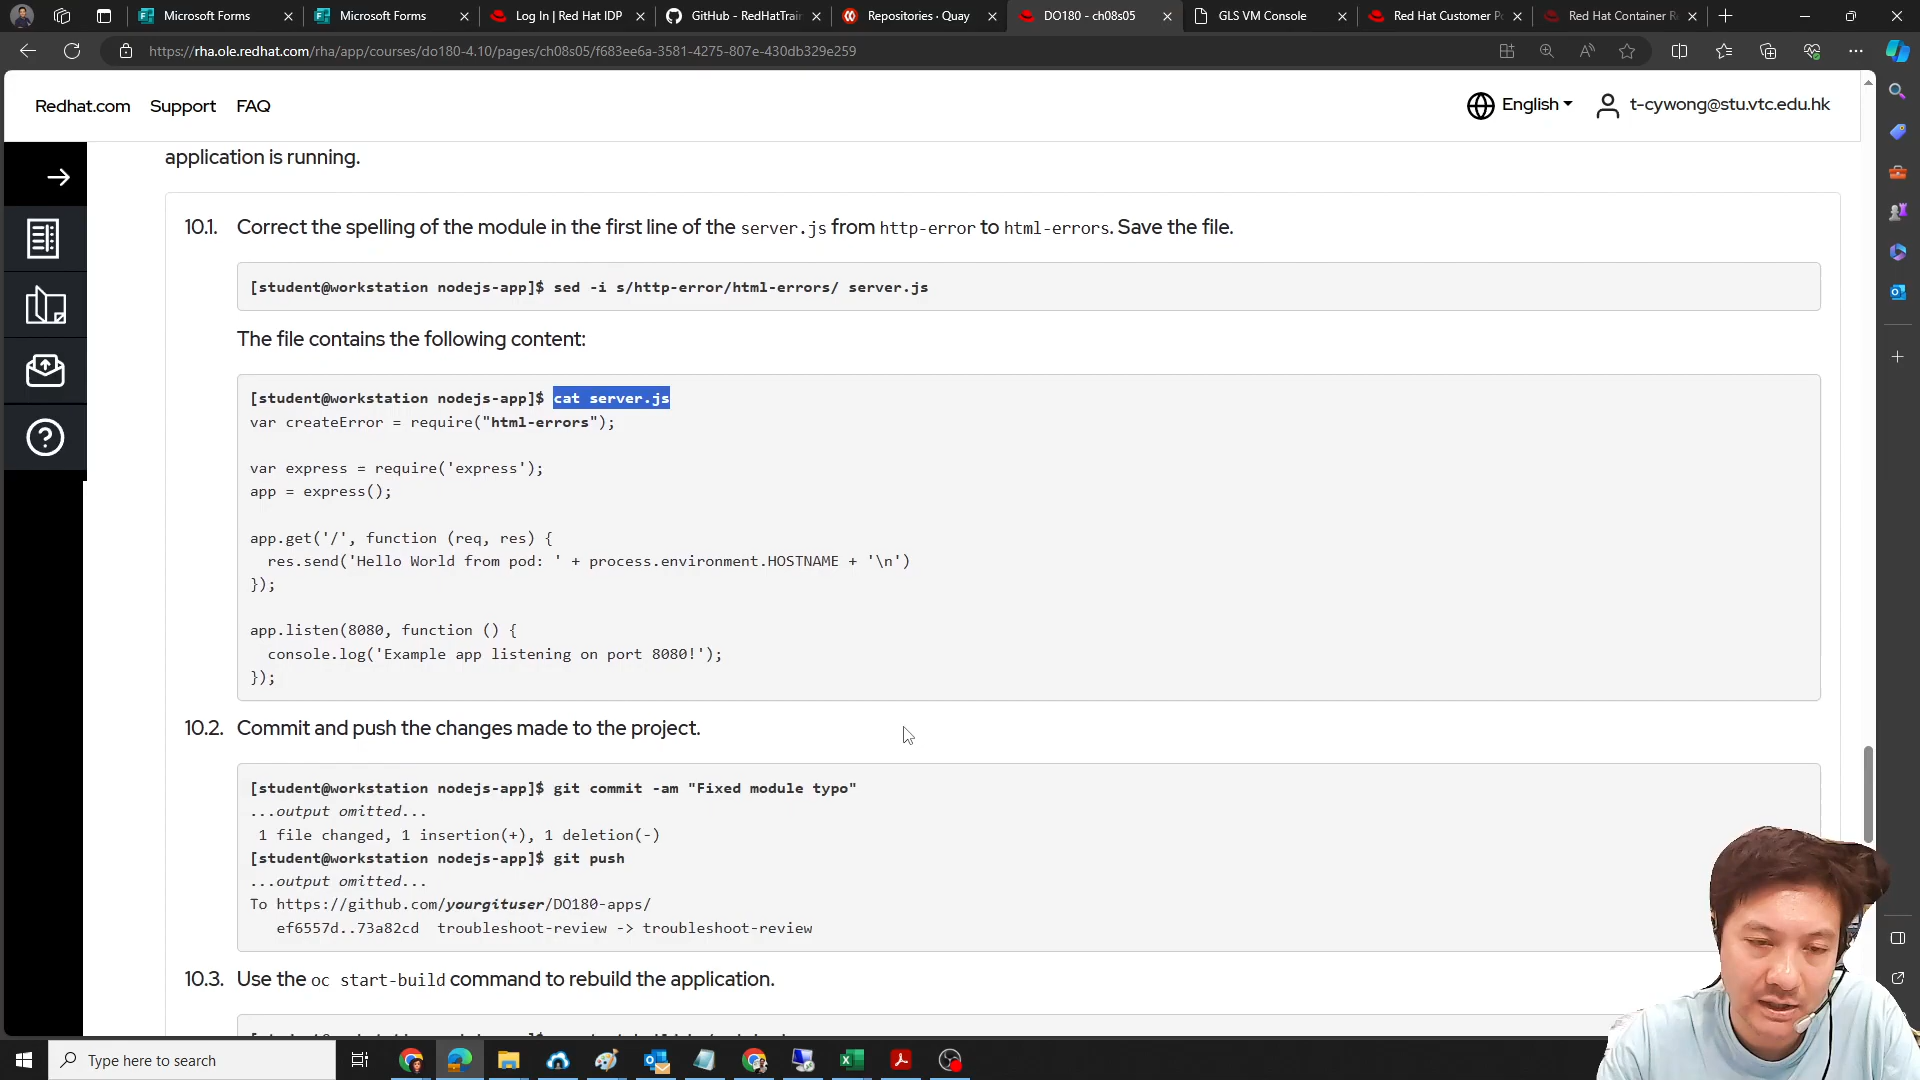 Microsoft Forms
Microsoft Forms
Log In | Red Hat IDP
GitHub - RedHatTrai
Repositories · Quay
DO180 - ch08s05
GLS VM Console
Red Hat Customer Po
Red Hat Container R
https://rha.ole.redhat.com/rha/app/courses/do180-4.10/pages/ch08s05/f683ee6a-3581-4275-807e-430db329e259
Redhat.com Support FAQ
English
t-cywong@stu.vtc.edu.hk
application is running.
10.1. Correct the spelling of the module in the first line of the server.js from http-error to html-errors. Save the file.
[student@workstation nodejs-app]$ sed -i s/http-error/html-errors/ server.js
The file contains the following content:
[student@workstation nodejs-app]$ cat server.js
var createError = require("html-errors");
var express = require('express');
app = express();
app.get('/', function (req, res) {
res.send('Hello World from pod: ' + process.environment.HOSTNAME + '\n')
});
app.listen(8080, function () {
console.log('Example app listening on port 8080!');
});
10.2. Commit and push the changes made to the project.
[student@workstation nodejs-app]$ git commit -am "Fixed module typo"
...output omitted...
1 file changed, 1 insertion(+), 1 deletion(-)
[student@workstation nodejs-app]$ git push
...output omitted...
To https://github.com/yourgituser/DO180-apps/
ef6557d..73a82cd troubleshoot-review -> troubleshoot-review
10.3. Use the oc start-build command to rebuild the application.
Type here to search